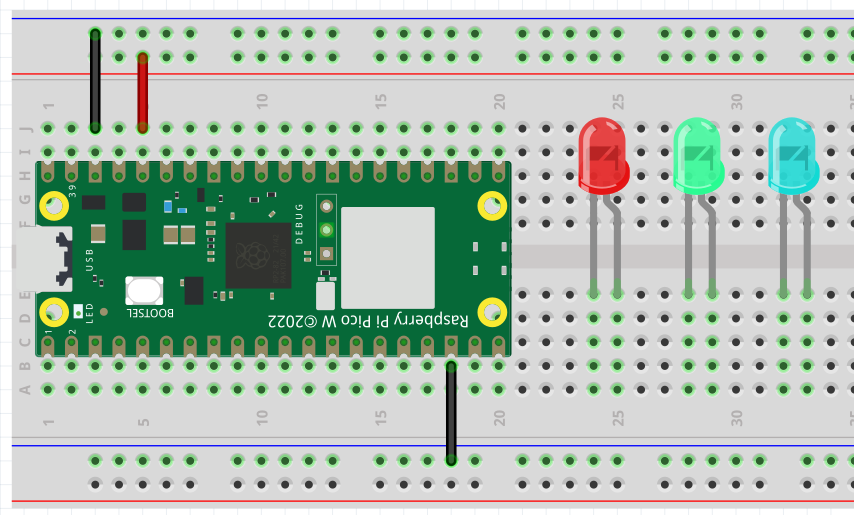 1 5 10 15 20 25 30
J
I
H
G
F
39
DEBUG
USB
BOOTSEL
LED
Raspberry Pi Pico W ©2022
1
2
E
D
C
B
A
1 5 10 15 20 25 30